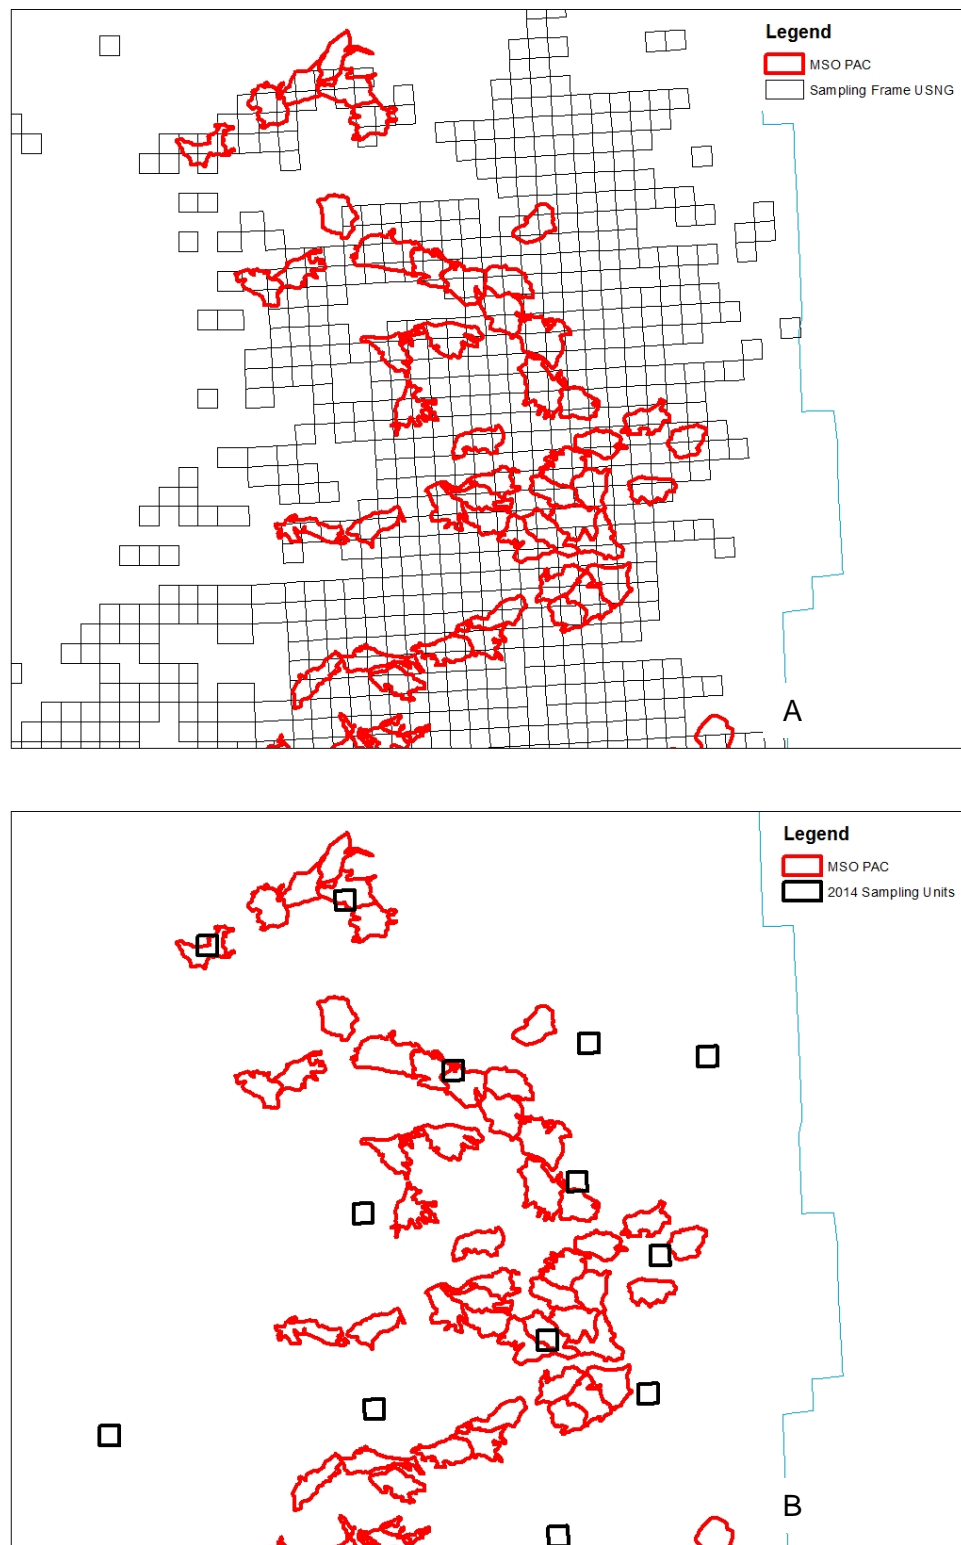 Legend
MSO PAC
Sampling Frame USNG
A
Legend
MSO PAC
2014 Sampling Units
B